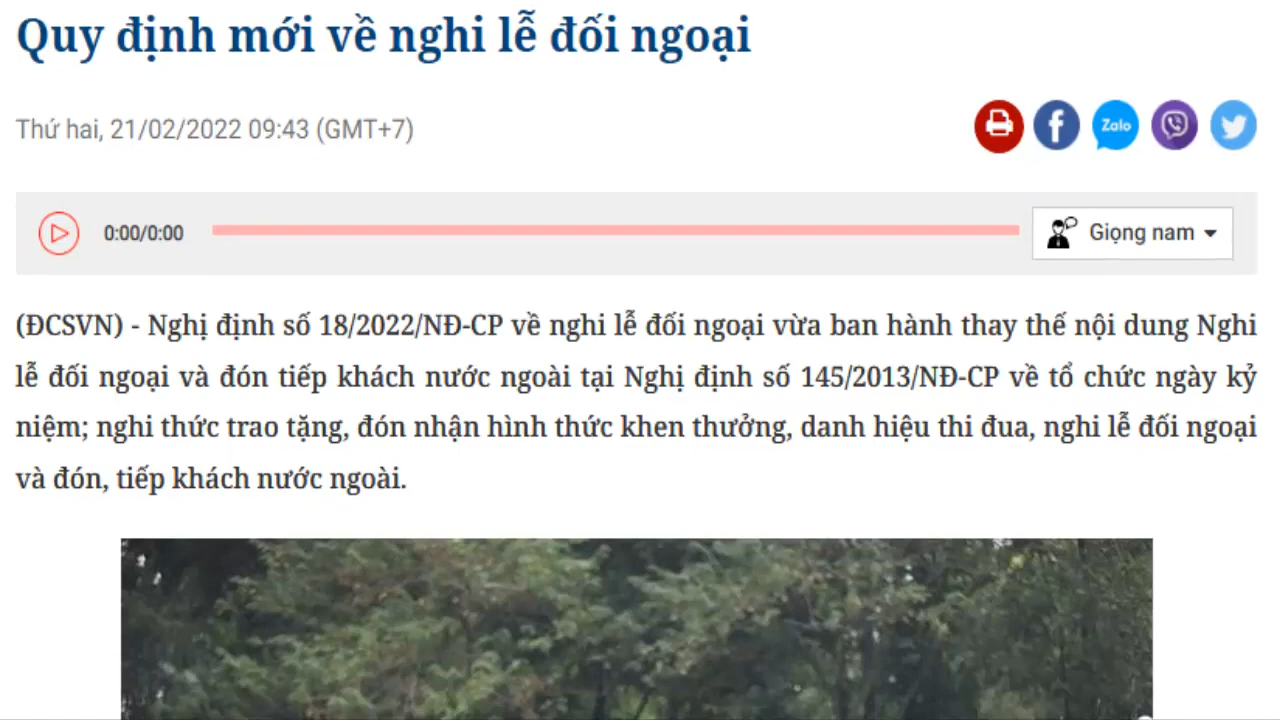 Quy định mới về nghi lễ đối ngoại
Thứ hai, 21/02/2022 09:43 (GMT+7)
Zalo
0:00/0:00
Giọng nam
(ĐCSVN) - Nghị định số 18/2022/NĐ-CP về nghi lễ đối ngoại vừa ban hành thay thế nội dung Nghi
lễ đối ngoại và đón tiếp khách nước ngoài tại Nghị định số 145/2013/NĐ-CP về tổ chức ngày kỷ
niệm; nghi thức trao tặng, đón nhận hình thức khen thưởng, danh hiệu thi đua, nghi lễ đối ngoại
và đón, tiếp khách nước ngoài.